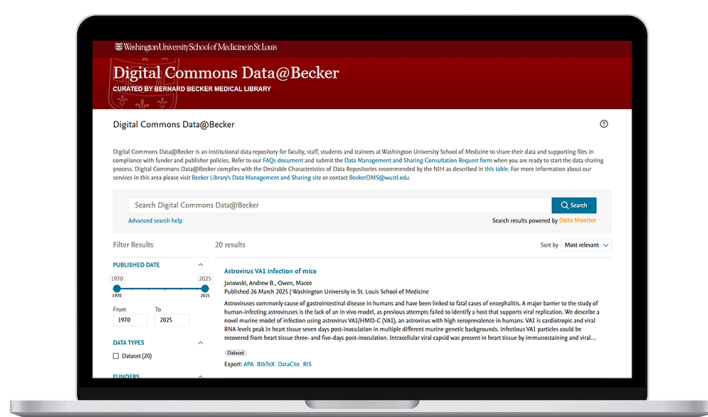 Washington University School of Medicine in St. Louis
Digital Commons Data@Becker
CURATED BY BERNARD BECKER MEDICAL LIBRARY
Digital Commons Data@Becker
Digital Commons Data@Becker is an institutional data repository for faculty, staff, students and trainees at Washington University School of Medicine to share their data and supporting files in
compliance with funder and publisher policies. Refer to our FAQs document and submit the Data Management and Sharing Consultation Request form when you are ready to start the data sharing
process. Digital Commons Data@Becker complies with the Desirable Characteristics of Data Repositories recommended by the NIH as described in this table. For more information about our
services in this area please visit Becker Library's Data Management and Sharing site or contact BeckerDMS@wustl.edu.
Search Digital Commons Data@Becker
Search
Advanced search help
Search results powered by Data Monitor
Filter Results
20 results
Sort by Most relevant
PUBLISHED DATE
1970 2025
1970 2025
From To
1970 2025
DATA TYPES
Dataset (20)
FUNDERS
Astrovirus VA1 infection of mice
Janowski, Andrew B., Owen, Macee
Published 26 March 2025 | Washington University in St. Louis School of Medicine
Astroviruses commonly cause of gastrointestinal disease in humans and have been linked to fatal cases of encephalitis. A major barrier to the study of
human-infecting astroviruses is the lack of an in vivo model, as previous attempts failed to identify a host that supports viral replication. We describe a
novel murine model of infection using astrovirus VA1/HMO-C (VA1), an astrovirus with high seroprevalence in humans. VA1 is cardiotropic and viral
RNA levels peak in heart tissue seven days post-inoculation in multiple different murine genetic backgrounds. Infectious VA1 particles could be
recovered from heart tissue three- and five-days post-inoculation. Intracellular viral capsid was present in heart tissue by immunostaining and viral...
Dataset
Export: APA BibTeX DataCite RIS